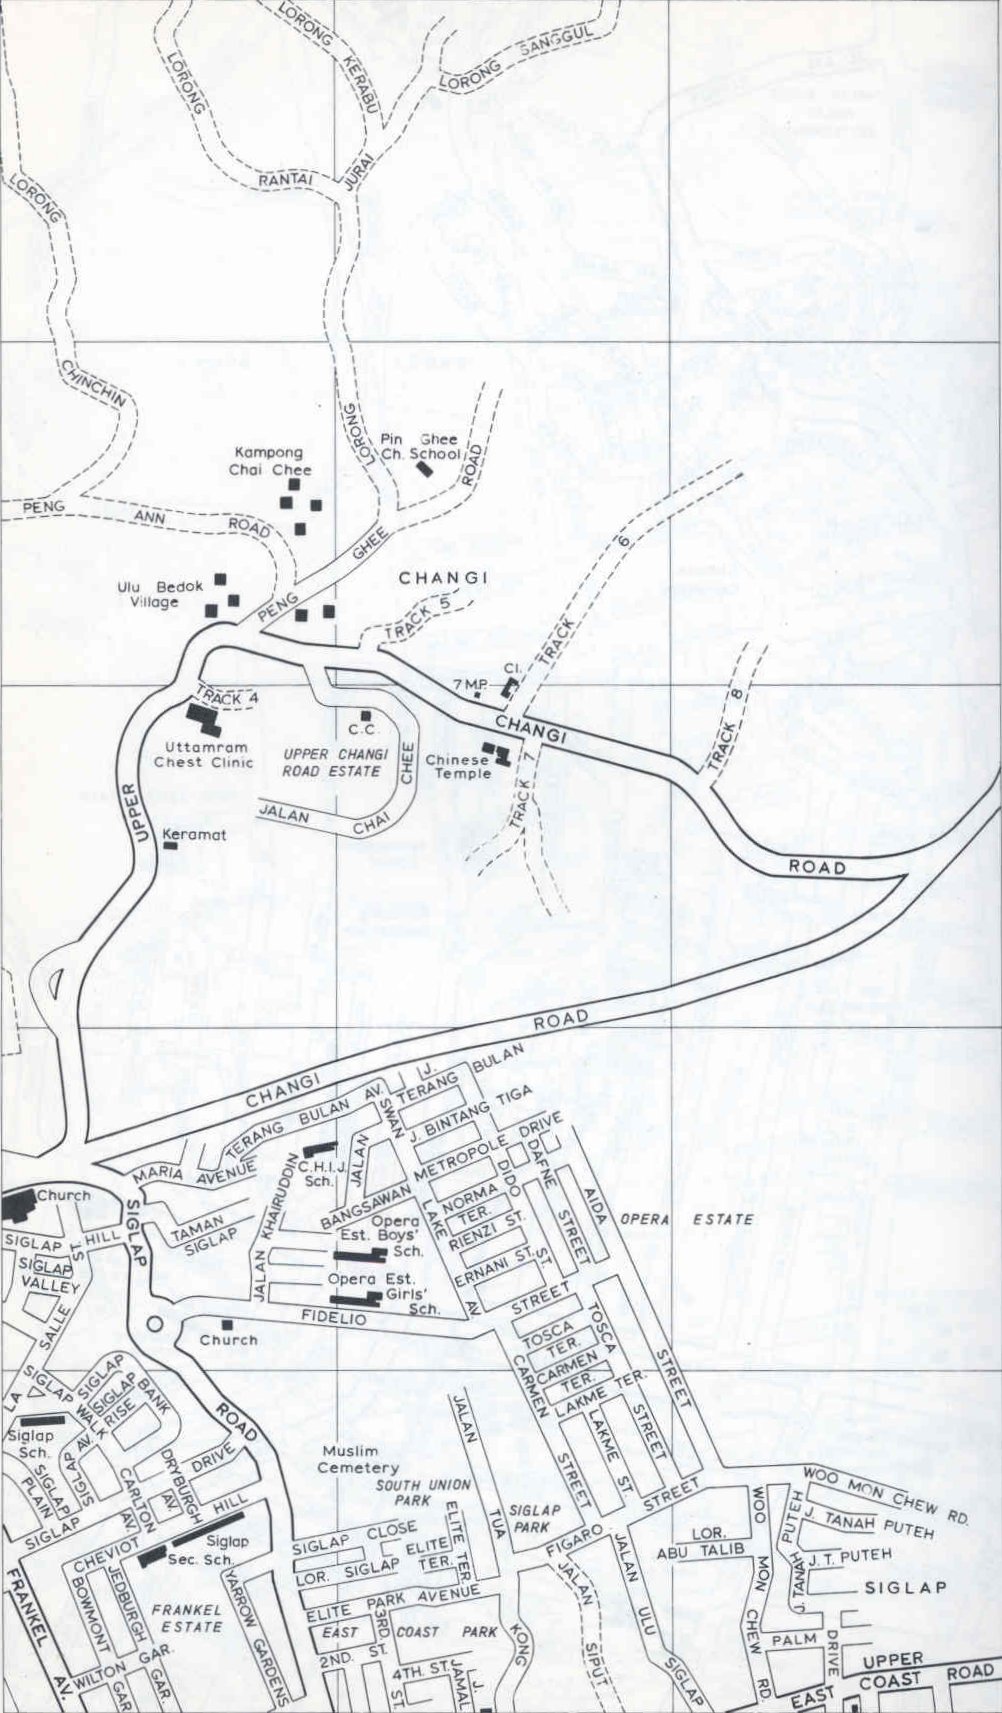 LORONG KERABU
LORONG SANGGUL
LORONG
RANTAI
JURAI
LORONG
CHINCHIN
LORONG
Pin Ghee
Ch. School
ROAD
Kampong
Chai Chee
PENG ANN ROAD
GHEE
PENG
6
CHANGI
Ulu Bedok
Village
TRACK 5
TRACK
CI.
7 M.P.
TRACK 8
TRACK 4
CHANGI
C.C.
Uttamram
Chest Clinic
UPPER CHANGI
ROAD ESTATE
CHEE
Chinese
Temple
TRACK 7
UPPER
JALAN CHAI
Keramat
ROAD
ROAD
CHANGI
J.
TERANG BULAN
TERANG BULAN AV.
SWAN
J. BINTANG TIGA
METROPOLE DRIVE
MARIA AVENUE
C.H.I.J.
Sch.
JALAN
BANGSAWAN
DIDO
DAFNE
Church
SIGLAP
TAMAN
SIGLAP
JALAN KHAIRUDDIN
LAKE
NORMA
TER.
RIENZI ST.
STREET
AIDA
OPERA ESTATE
Opera
Est. Boys'
Sch.
SIGLAP HILL
ST.
SIGLAP
VALLEY
ERNANI ST.
ST.
Opera Est.
Girls'
Sch.
AV.
STREET
FIDELIO
Church
SALLE
LA
TOSCA
TER.
TOSCA
CARMEN
TER.
CARMEN
LAKME TER.
STREET
SIGLAP
BANK
SIGLAP
RISE
SIGLAP WALK
ROAD
JALAN
LAKME ST.
STREET
Siglap
Sch.
SIGLAP AV.
SIGLAP
PLAIN
DRIVE
DRYBURGH
AV.
CARLTON
AV.
Muslim
Cemetery
SOUTH UNION
PARK
STREET
STREET
WOO MON CHEW RD.
SIGLAP
CHEVIOT HILL
Siglap
Sec. Sch.
ELITE TER.
TUA
SIGLAP
PARK
FIGARO
WOO MON CHEW RD.
J. TANAH PUTEH
J. TANAH PUTEH
SIGLAP CLOSE
ELITE
TER.
LOR. SIGLAP
LOR.
ABU TALIB
J. T. PUTEH
SIGLAP
FRANKEL
AV.
BOWMONT
GAR.
JEDBURGH
GAR.
YARROW GARDENS
FRANKEL
ESTATE
ELITE PARK AVENUE
3RD.
ST.
EAST COAST PARK
KONG
JALAN
SIPUT
JALAN ULU SIGLAP
PALM
DRIVE
WILTON GAR.
2ND. ST.
4TH. ST.
J.
JAMAL
UPPER
EAST COAST ROAD